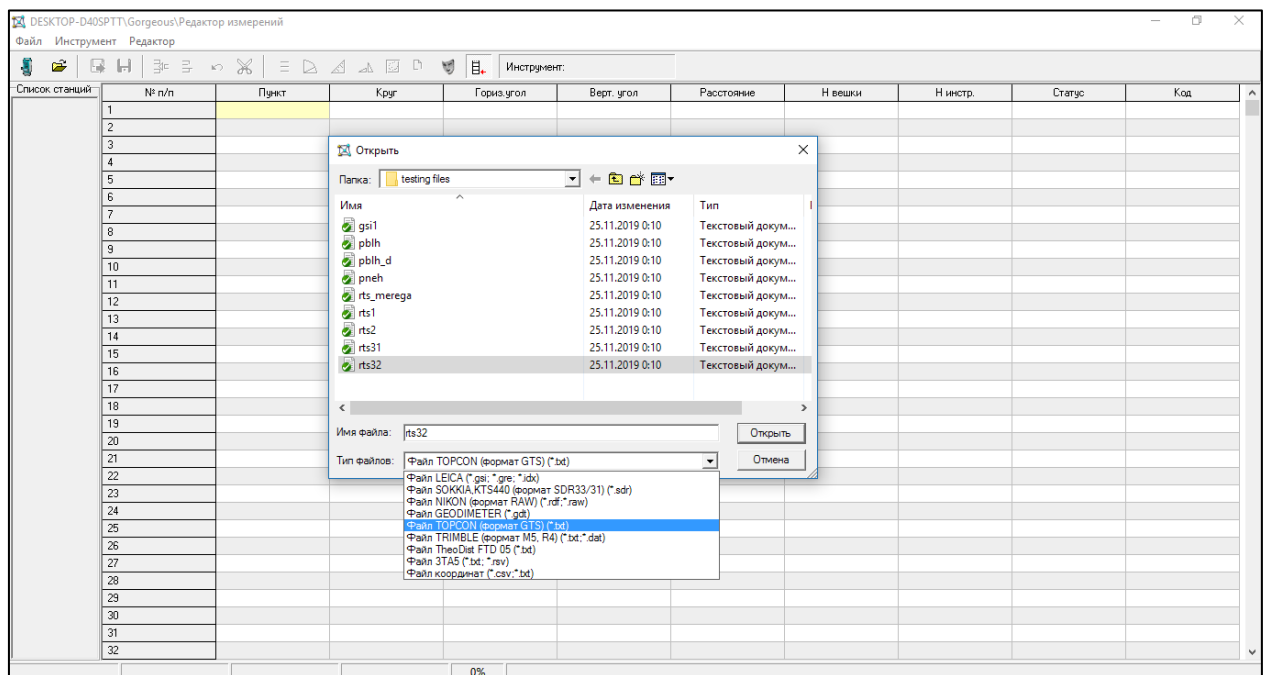 DESKTOP-D40SPTT\Gorgeous\Редактор измерений
Файл Инструмент Редактор
Инструмент:
Список станций
№ п/п Пункт Круг Гориз.угол Верт. угол Расстояние Н вешки Н инстр. Статус Код
1
2
3
4
5
6
7
8
9
10
11
12
13
14
15
16
17
18
19
20
21
22
23
24
25
26
27
28
29
30
31
32
Открыть
Папка: testing files
Имя Дата изменения Тип
gsi1 25.11.2019 0:10 Текстовый докум...
pblh 25.11.2019 0:10 Текстовый докум...
pblh_d 25.11.2019 0:10 Текстовый докум...
pneh 25.11.2019 0:10 Текстовый докум...
rts_merega 25.11.2019 0:10 Текстовый докум...
rts1 25.11.2019 0:10 Текстовый докум...
rts2 25.11.2019 0:10 Текстовый докум...
rts31 25.11.2019 0:10 Текстовый докум...
rts32 25.11.2019 0:10 Текстовый докум...
Имя файла: rts32 Открыть
Тип файлов: Файл TOPCON (формат GTS) (*.txt) Отмена
Файл LEICA (*.gsi; *.gre; *.idx)
Файл SOKKIA,KTS440 (формат SDR33/31) (*.sdr)
Файл NIKON (формат RAW) (*.rdf;*.raw)
Файл GEODIMETER (*.gdt)
Файл TOPCON (формат GTS) (*.txt)
Файл TRIMBLE (формат M5, R4) (*.txt;*.dat)
Файл TheoDist FTD 05 (*.txt)
Файл 3TA5 (*.txt; *.rsv)
Файл координат (*.csv;*.txt)
0%